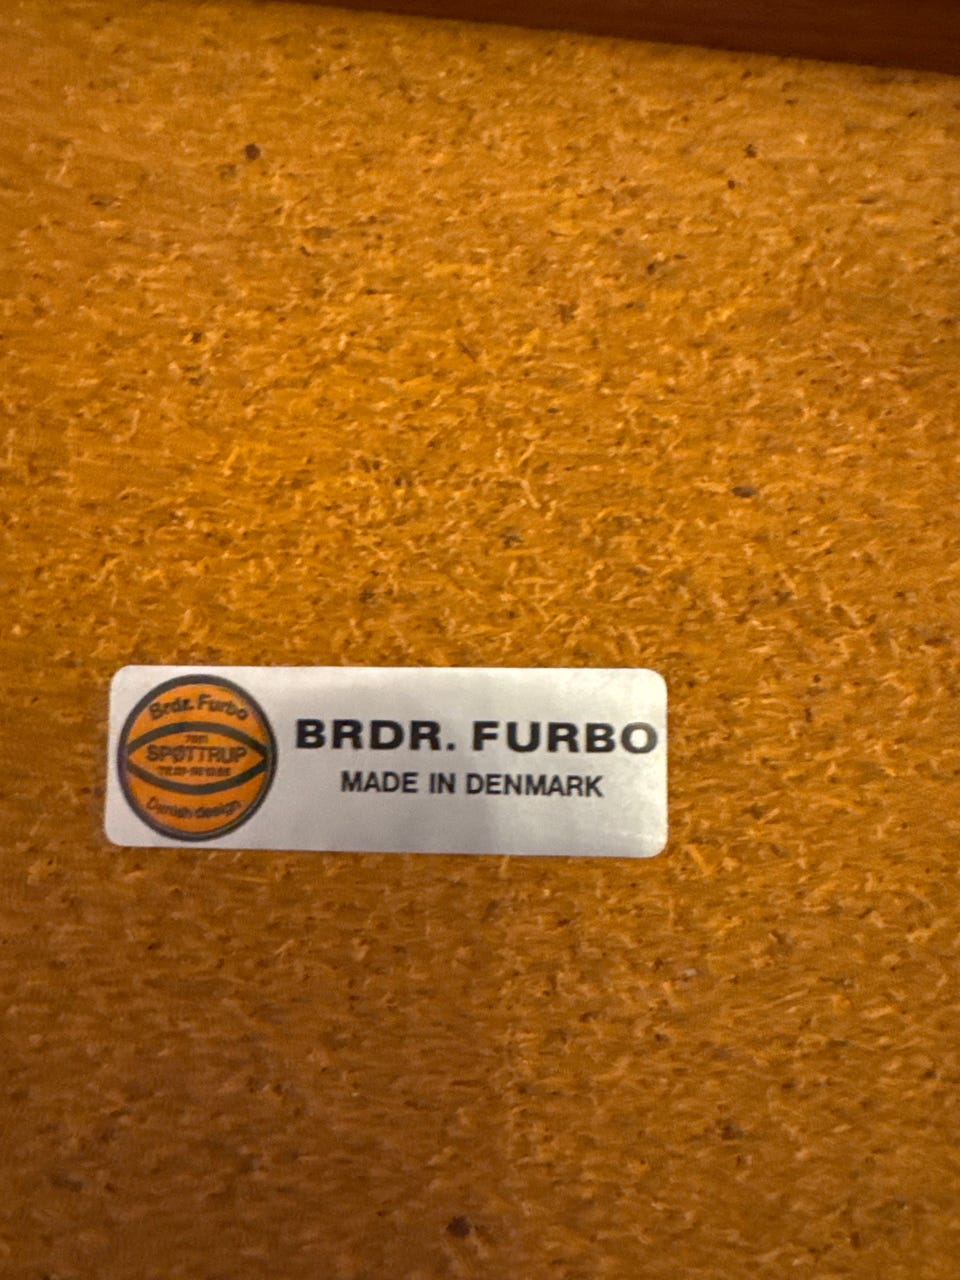 Brdr. Furbo
SPØTTRUP
Danish design
BRDR. FURBO
MADE IN DENMARK